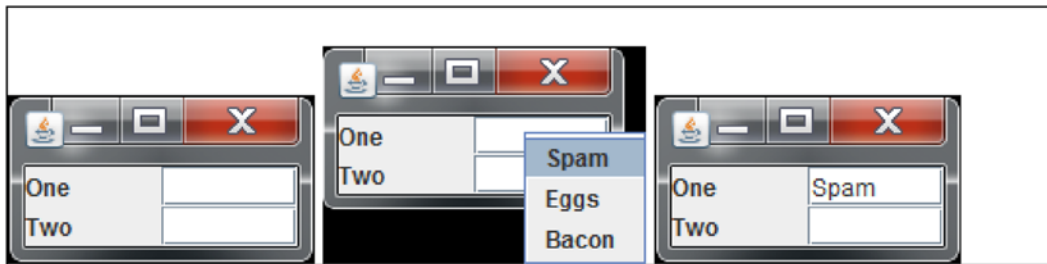 One
Two
One
Two
Spam
Eggs
Bacon
One Spam
Two